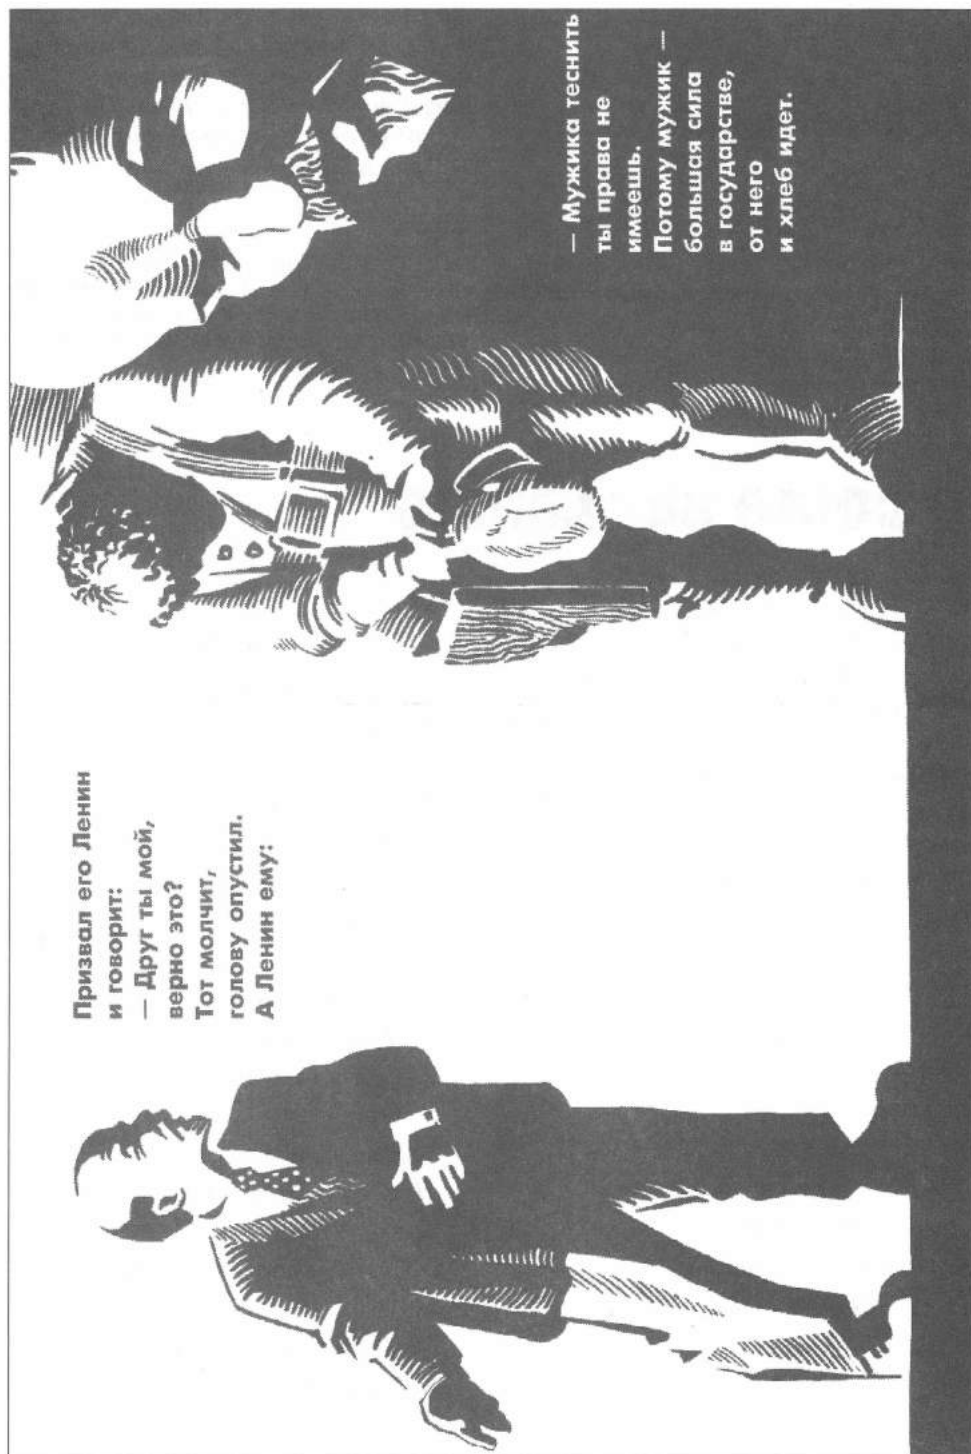 Призвал его Ленин
и говорит:
— Друг ты мой,
верно это?
Тот молчит,
голову опустил.
А Ленин ему:
— Мужика теснить
ты права не
имеешь.
Потому мужик —
большая сила
в государстве,
от него
и хлеб идет.